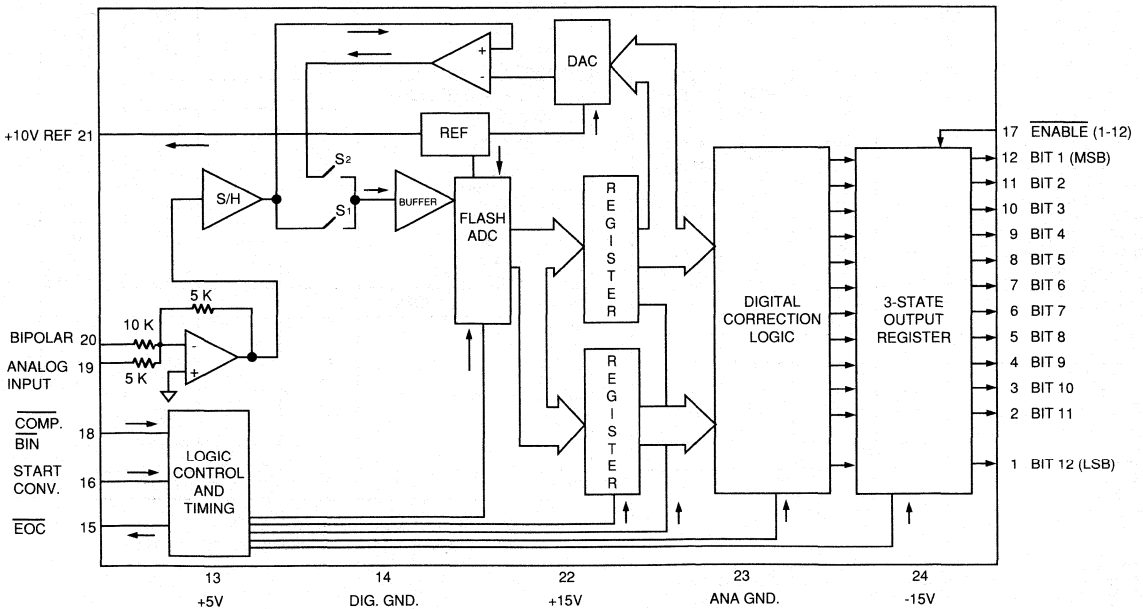 +
-
DAC
+10V REF 21
REF
17 ENABLE (1-12)
12 BIT 1 (MSB)
11 BIT 2
10 BIT 3
9 BIT 4
8 BIT 5
7 BIT 6
6 BIT 7
5 BIT 8
4 BIT 9
3 BIT 10
2 BIT 11
1 BIT 12 (LSB)
S/H
S2
S1
BUFFER
FLASH
ADC
REGISTER
REGISTER
DIGITAL
CORRECTION
LOGIC
3-STATE
OUTPUT
REGISTER
5 K
10 K
BIPOLAR 20
-
ANALOG 19
INPUT
5 K
+
COMP.
18
BIN
START
CONV. 16
EOC 15
LOGIC
CONTROL
AND
TIMING
13
+5V
14
DIG. GND.
22
+15V
23
ANA GND.
24
-15V